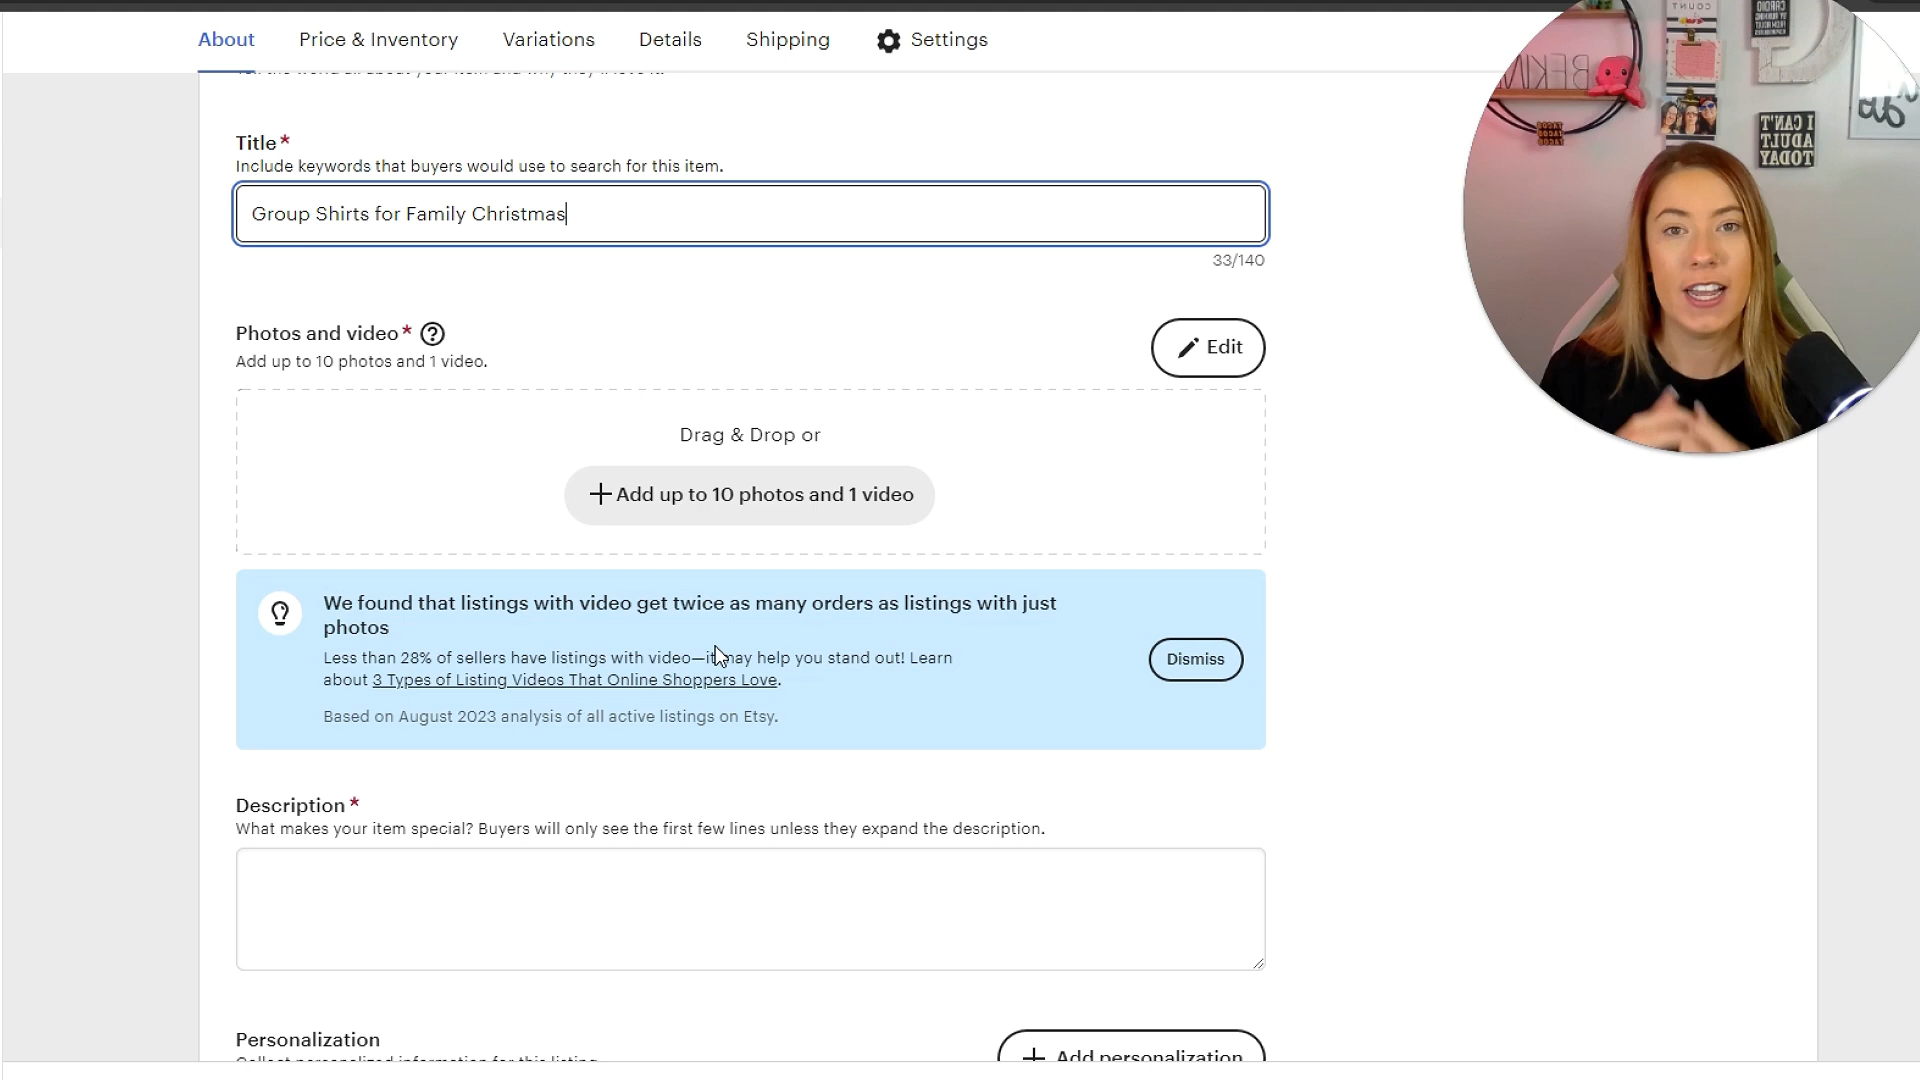 About Price & Inventory Variations Details Shipping Settings
Title*
Include keywords that buyers would use to search for this item.
Group Shirts for Family Christmas
33/140
Photos and video* ?
Edit
Add up to 10 photos and 1 video.
Drag & Drop or
+ Add up to 10 photos and 1 video
We found that listings with video get twice as many orders as listings with just
photos
Less than 28% of sellers have listings with video—it may help you stand out! Learn
about 3 Types of Listing Videos That Online Shoppers Love.
Based on August 2023 analysis of all active listings on Etsy.
Dismiss
Description*
What makes your item special? Buyers will only see the first few lines unless they expand the description.
Personalization
+ Add personalization
I CAN'T
ADULT
TODAY